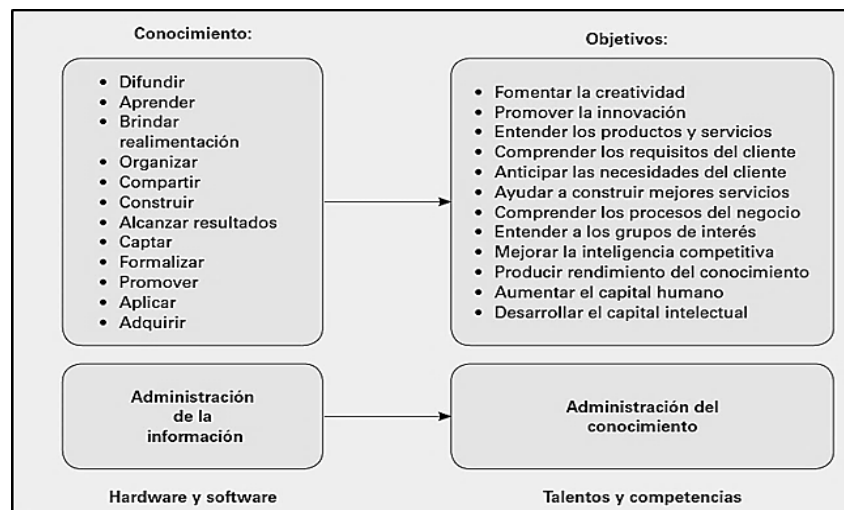 Conocimiento:
• Difundir
• Aprender
• Brindar
realimentación
• Organizar
• Compartir
• Construir
• Alcanzar resultados
• Captar
• Formalizar
• Promover
• Aplicar
• Adquirir
Objetivos:
• Fomentar la creatividad
• Promover la innovación
• Entender los productos y servicios
• Comprender los requisitos del cliente
• Anticipar las necesidades del cliente
• Ayudar a construir mejores servicios
• Comprender los procesos del negocio
• Entender a los grupos de interés
• Mejorar la inteligencia competitiva
• Producir rendimiento del conocimiento
• Aumentar el capital humano
• Desarrollar el capital intelectual
Administración
de la
información
Administración del
conocimiento
Hardware y software
Talentos y competencias